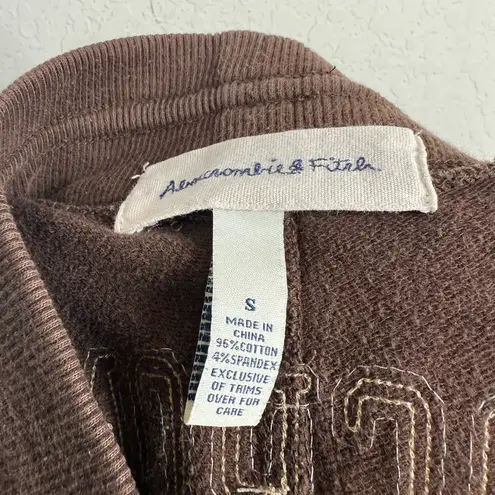 Abercrombie & Fitch
S
MADE IN
CHINA
96%COTTON
4%SPANDEX
EXCLUSIVE
OF TRIMS
OVER FOR
CARE